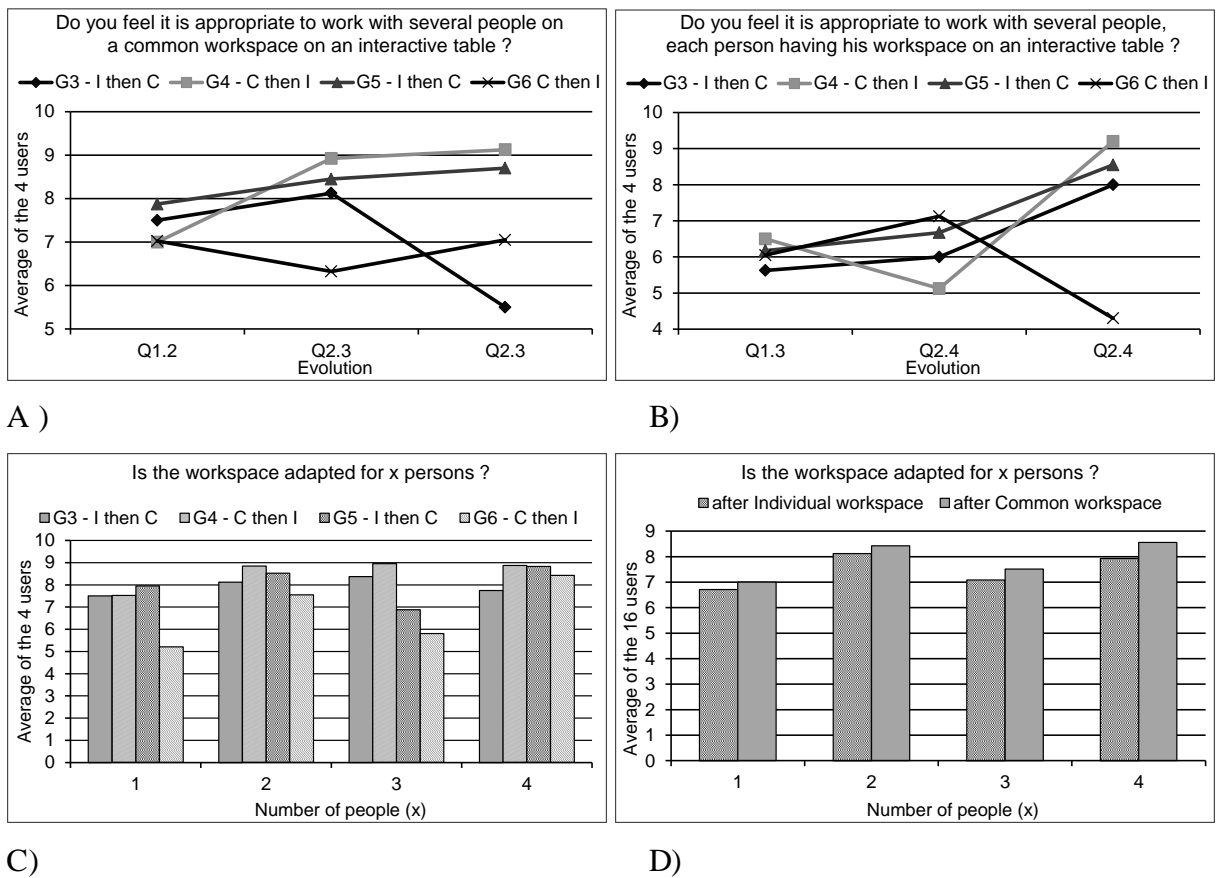 Do you feel it is appropriate to work with several people on
a common workspace on an interactive table ?
G3 - I then C G4 - C then I G5 - I then C G6 C then I
Average of the 4 users
10
9
8
7
6
5
Q1.2 Q2.3 Q2.3
Evolution
A )
Do you feel it is appropriate to work with several people,
each person having his workspace on an interactive table ?
G3 - I then C G4 - C then I G5 - I then C G6 C then I
Average of the 4 users
10
9
8
7
6
5
4
Q1.3 Q2.4 Q2.4
Evolution
B)
Is the workspace adapted for x persons ?
G3 - I then C G4 - C then I G5 - I then C G6 - C then I
Average of the 4 users
10
9
8
7
6
5
4
3
2
1
0
1 2 3 4
Number of people (x)
C)
Is the workspace adapted for x persons ?
after Individual workspace after Common workspace
Average of the 16 users
9
8
7
6
5
4
3
2
1
0
1 2 3 4
Number of people (x)
D)